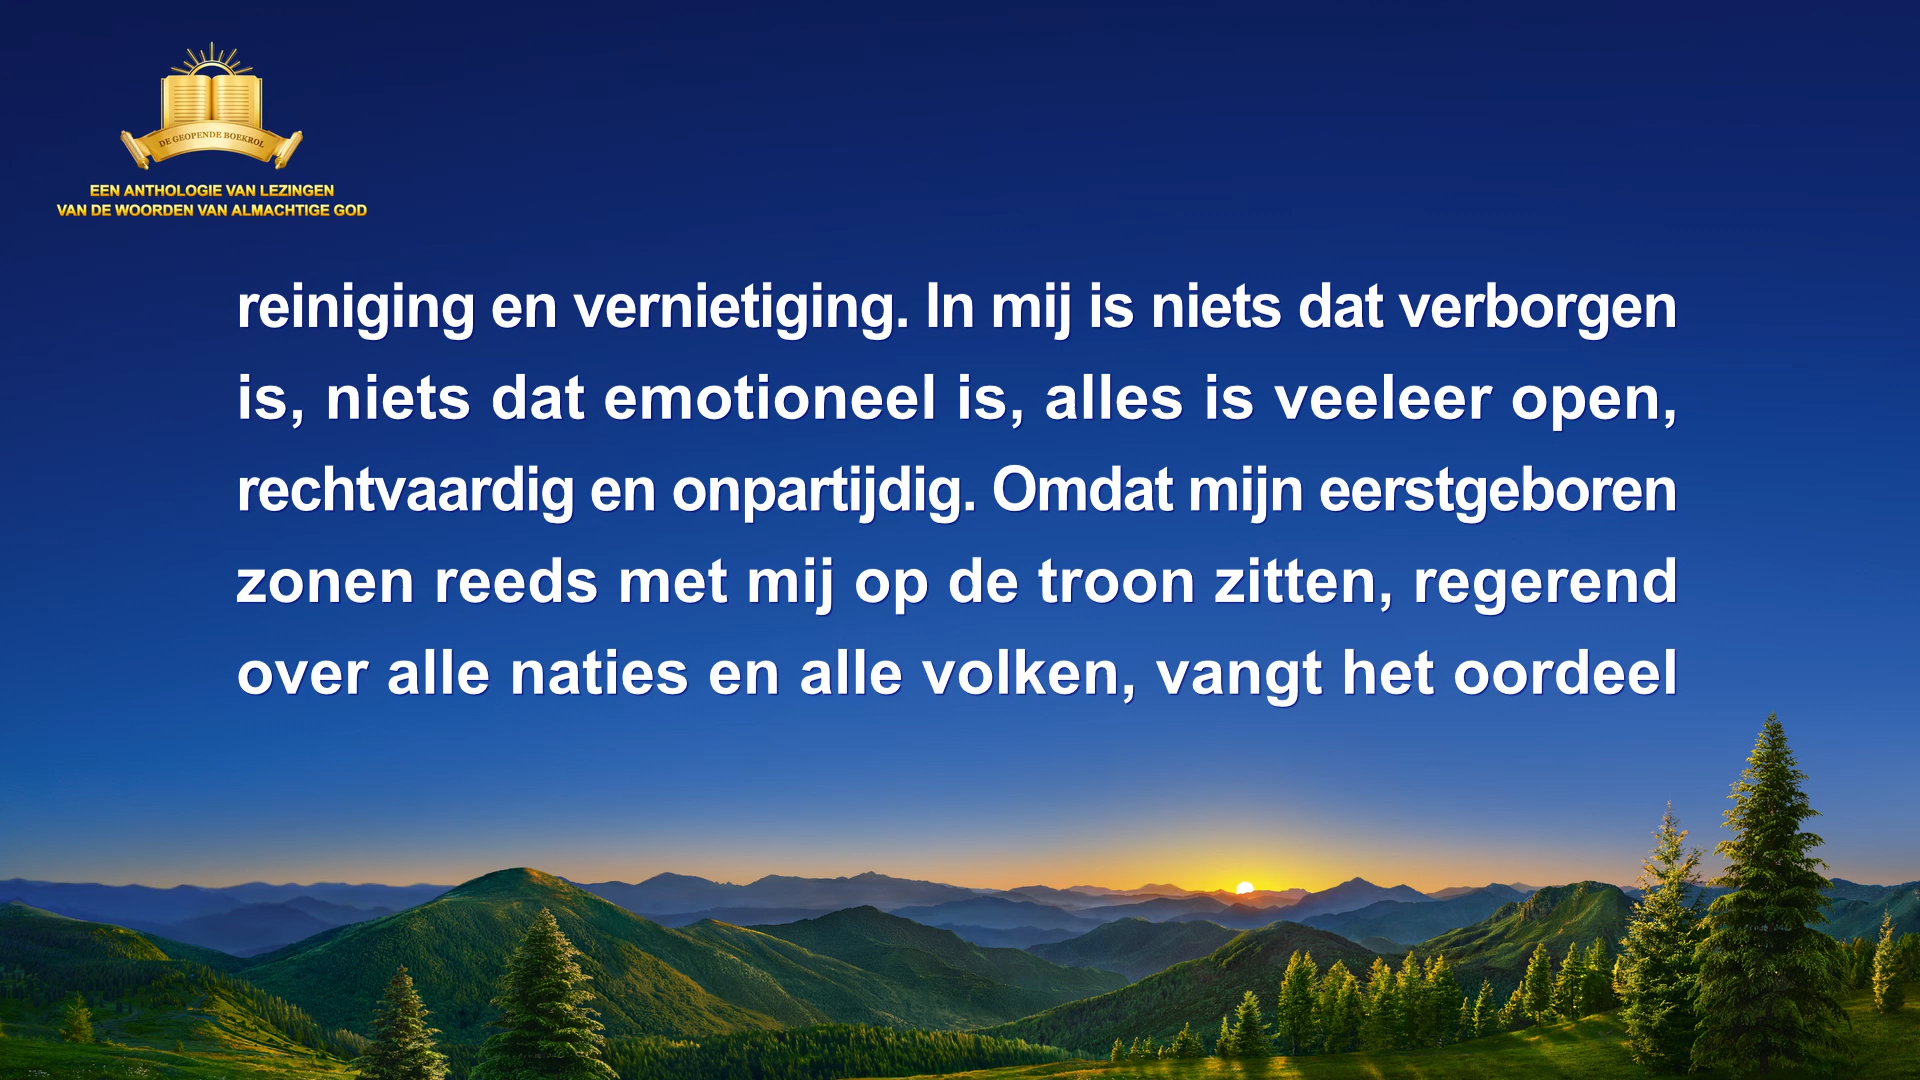 DE GEOPENDE BOEKROL
EEN ANTHOLOGIE VAN LEZINGEN
VAN DE WOORDEN VAN ALMACHTIGE GOD
reiniging en vernietiging. In mij is niets dat verborgen
is, niets dat emotioneel is, alles is veeleer open,
rechtvaardig en onpartijdig. Omdat mijn eerstgeboren
zonen reeds met mij op de troon zitten, regerend
over alle naties en alle volken, vangt het oordeel